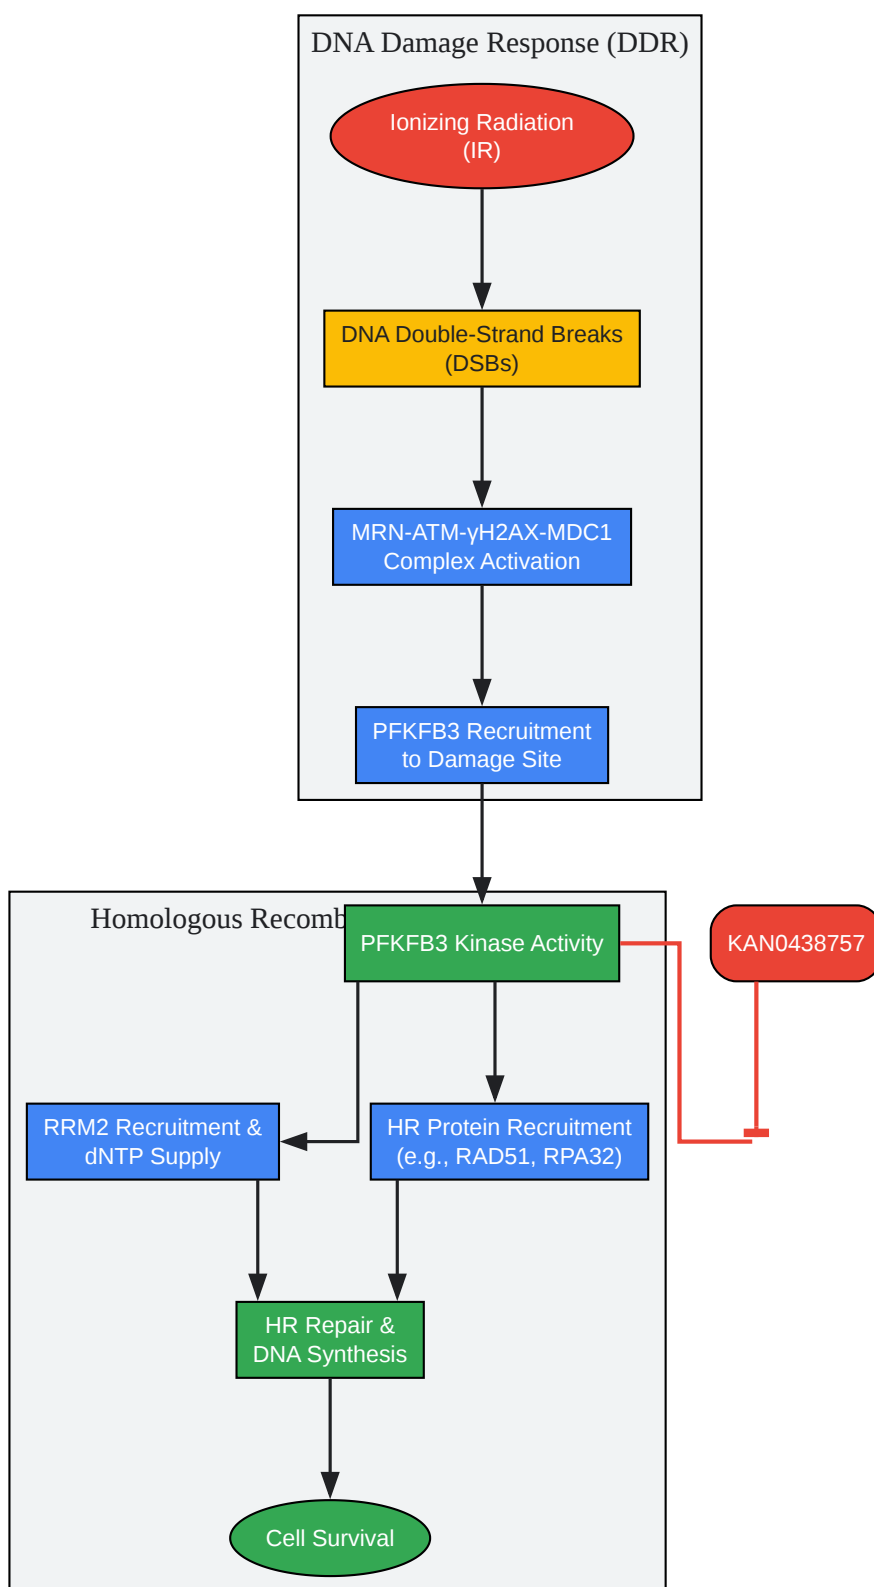 DNA Damage Response (DDR)
Ionizing Radiation
(IR)
DNA Double-Strand Breaks
(DSBs)
MRN-ATM-γH2AX-MDC1
Complex Activation
PFKFB3 Recruitment
to Damage Site
Homologous Recomb
PFKFB3 Kinase Activity
KAN0438757
RRM2 Recruitment &
dNTP Supply
HR Protein Recruitment
(e.g., RAD51, RPA32)
HR Repair &
DNA Synthesis
Cell Survival